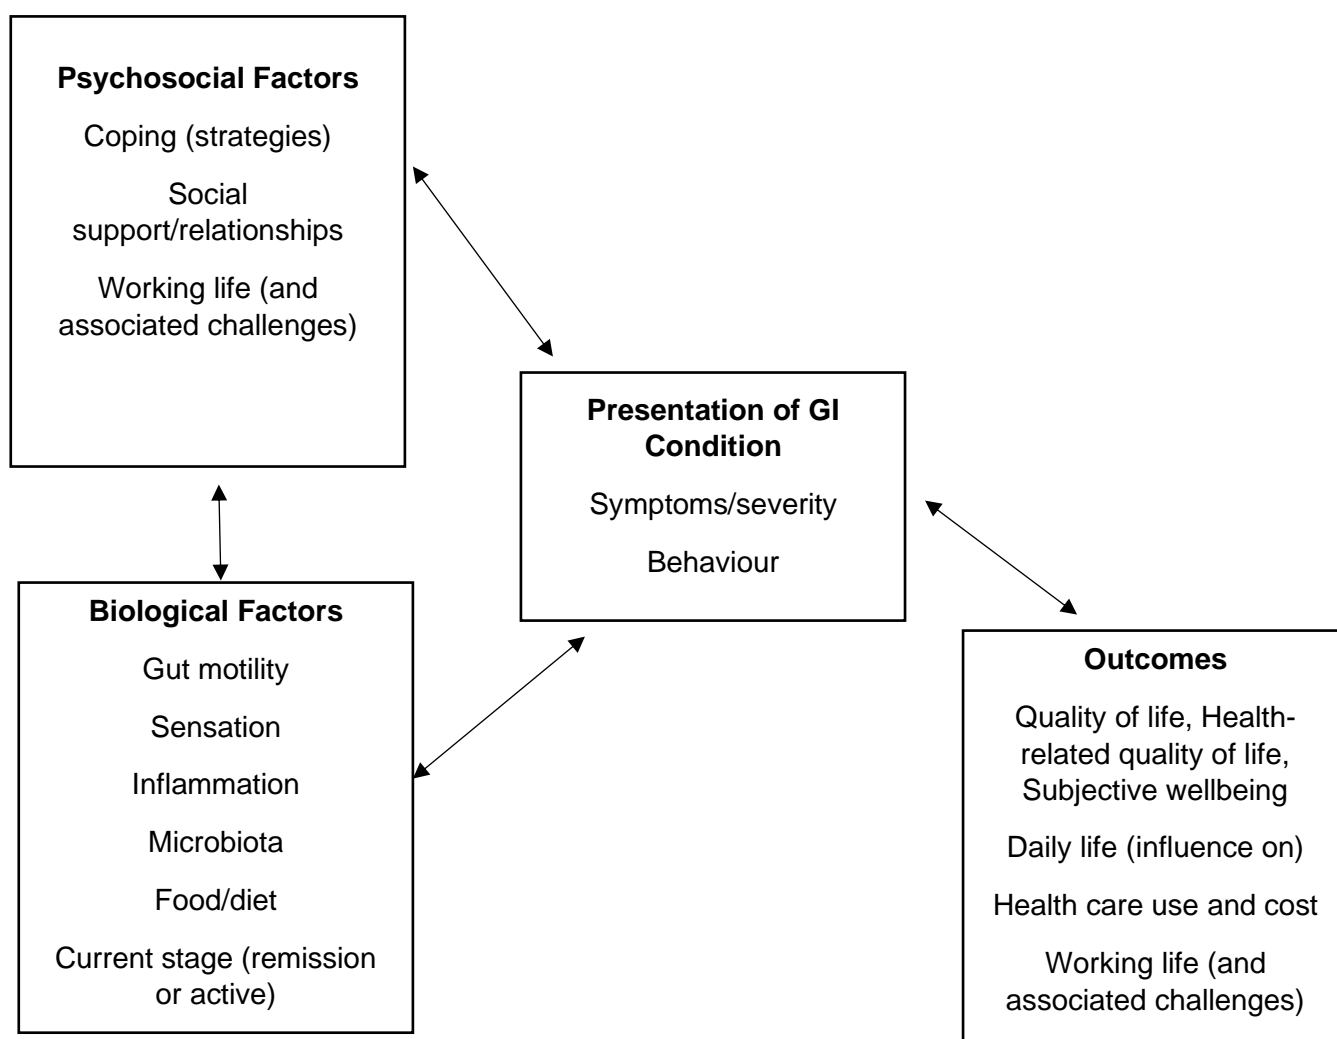 Psychosocial Factors
Coping (strategies)
Social
support/relationships
Working life (and
associated challenges)
Presentation of GI
Condition
Symptoms/severity
Behaviour
Biological Factors
Gut motility
Sensation
Inflammation
Microbiota
Food/diet
Current stage (remission
or active)
Outcomes
Quality of life, Health-
related quality of life,
Subjective wellbeing
Daily life (influence on)
Health care use and cost
Working life (and
associated challenges)